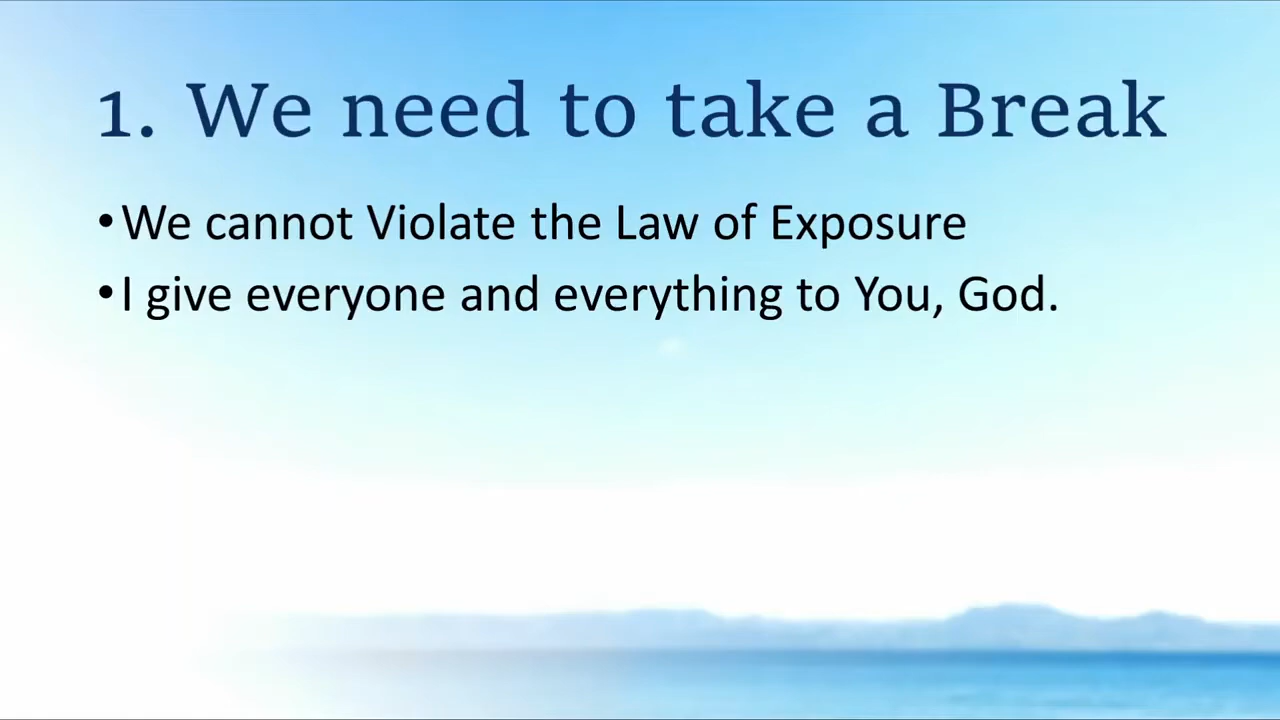 1. We need to take a Break
•We cannot Violate the Law of Exposure
•I give everyone and everything to You, God.